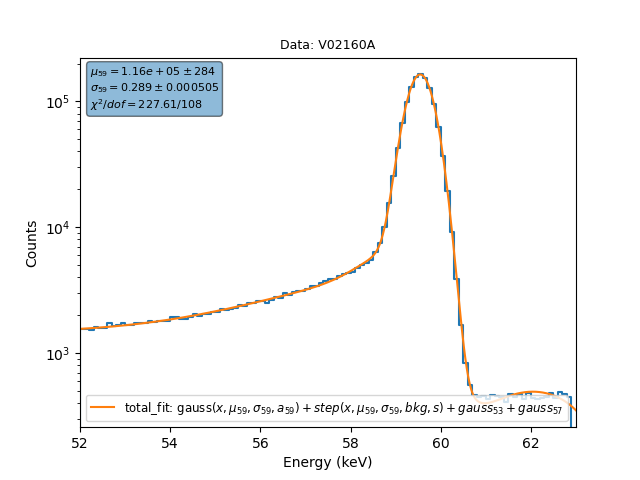 Data: V02160A
μ₅₉ = 1.16e + 05 ± 284
σ₅₉ = 0.289 ± 0.000505
χ²/dof = 227.61/108
10⁵
10⁴
10³
Counts
total_fit: gauss(x, μ₅₉, σ₅₉, a₅₉) + step(x, μ₅₉, σ₅₉, bkg, s) + gauss₅₃ + gauss₅₇
52 54 56 58 60 62
Energy (keV)